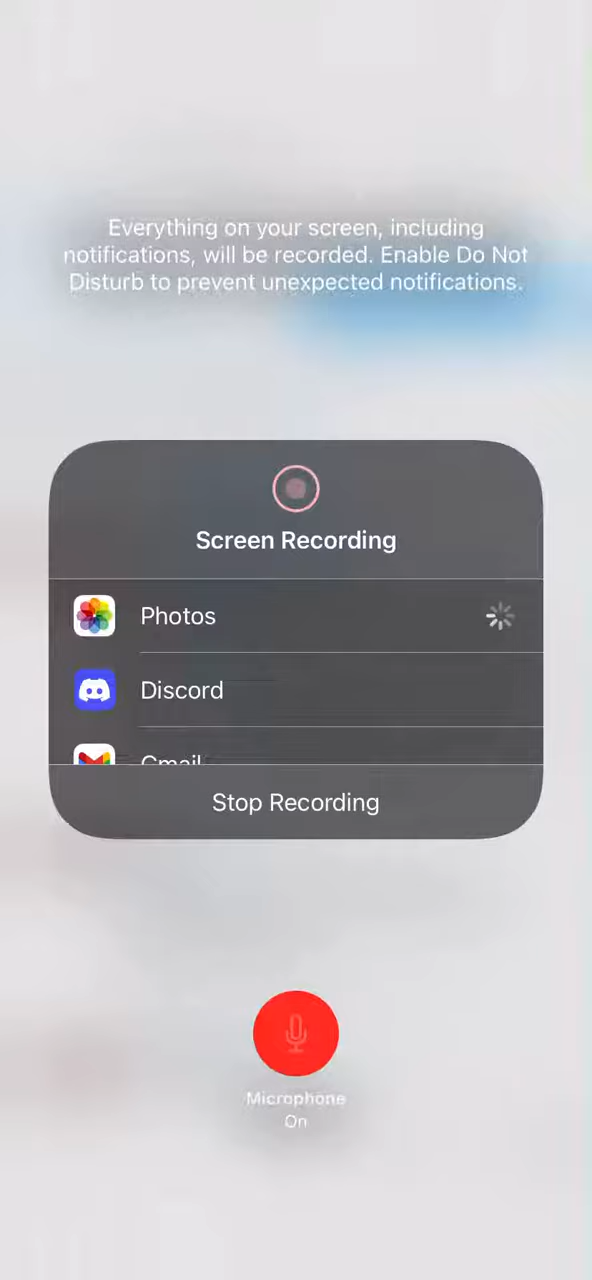 Everything on your screen, including
notifications, will be recorded. Enable Do Not
Disturb to prevent unexpected notifications.
Screen Recording
Photos
Discord
Gmail
Stop Recording
Microphone
On